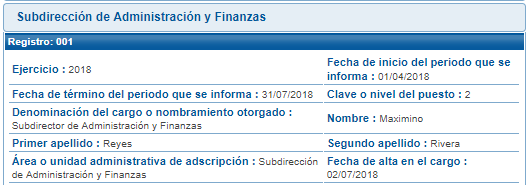 Subdirección de Administración y Finanzas
Registro: 001
Ejercicio : 2018
Fecha de inicio del periodo que se
informa : 01/04/2018
Fecha de término del periodo que se informa : 31/07/2018
Clave o nivel del puesto : 2
Denominación del cargo o nombramiento otorgado :
Subdirector de Administración y Finanzas
Nombre : Maximino
Primer apellido : Reyes
Segundo apellido : Rivera
Área o unidad administrativa de adscripción : Subdirección
de Administración y Finanzas
Fecha de alta en el cargo :
02/07/2018